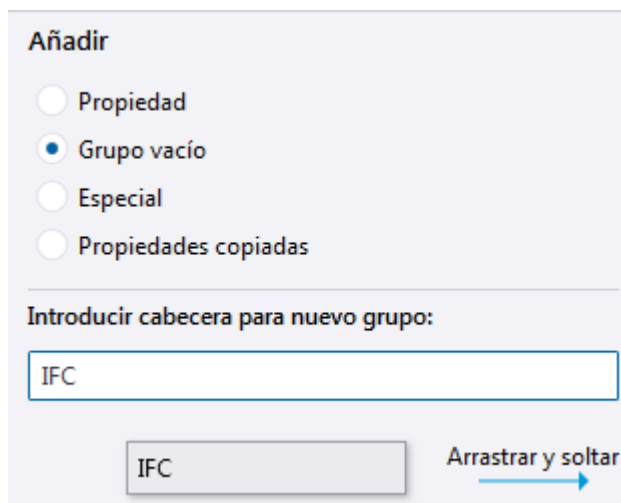 Añadir
Propiedad
Grupo vacío
Especial
Propiedades copiadas
Introducir cabecera para nuevo grupo:
IFC
IFC
Arrastrar y soltar